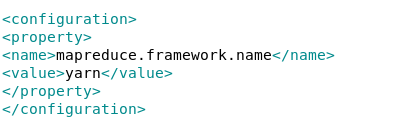 <configuration>
<property>
<name>mapreduce.framework.name</name>
<value>yarn</value>
</property>
</configuration>